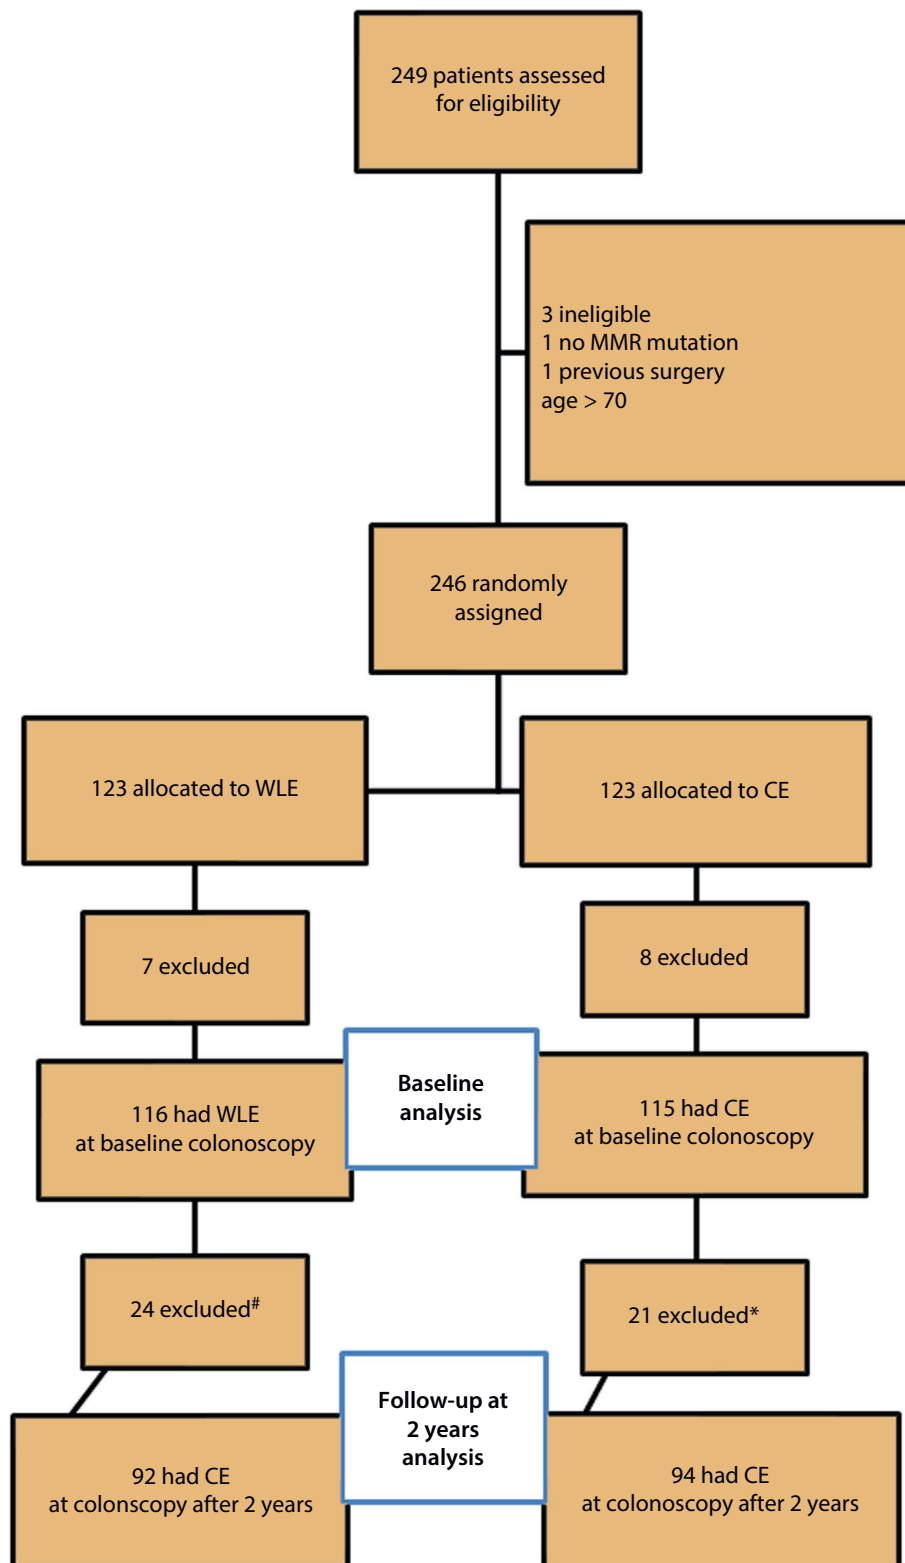 249 patients assessed
for eligibility
3 ineligible
1 no MMR mutation
1 previous surgery
age > 70
246 randomly
assigned
123 allocated to WLE
123 allocated to CE
7 excluded
8 excluded
Baseline
analysis
116 had WLE
at baseline colonoscopy
115 had CE
at baseline colonoscopy
24 excluded#
21 excluded*
Follow-up at
2 years
analysis
92 had CE
at colonscopy after 2 years
94 had CE
at colonoscopy after 2 years